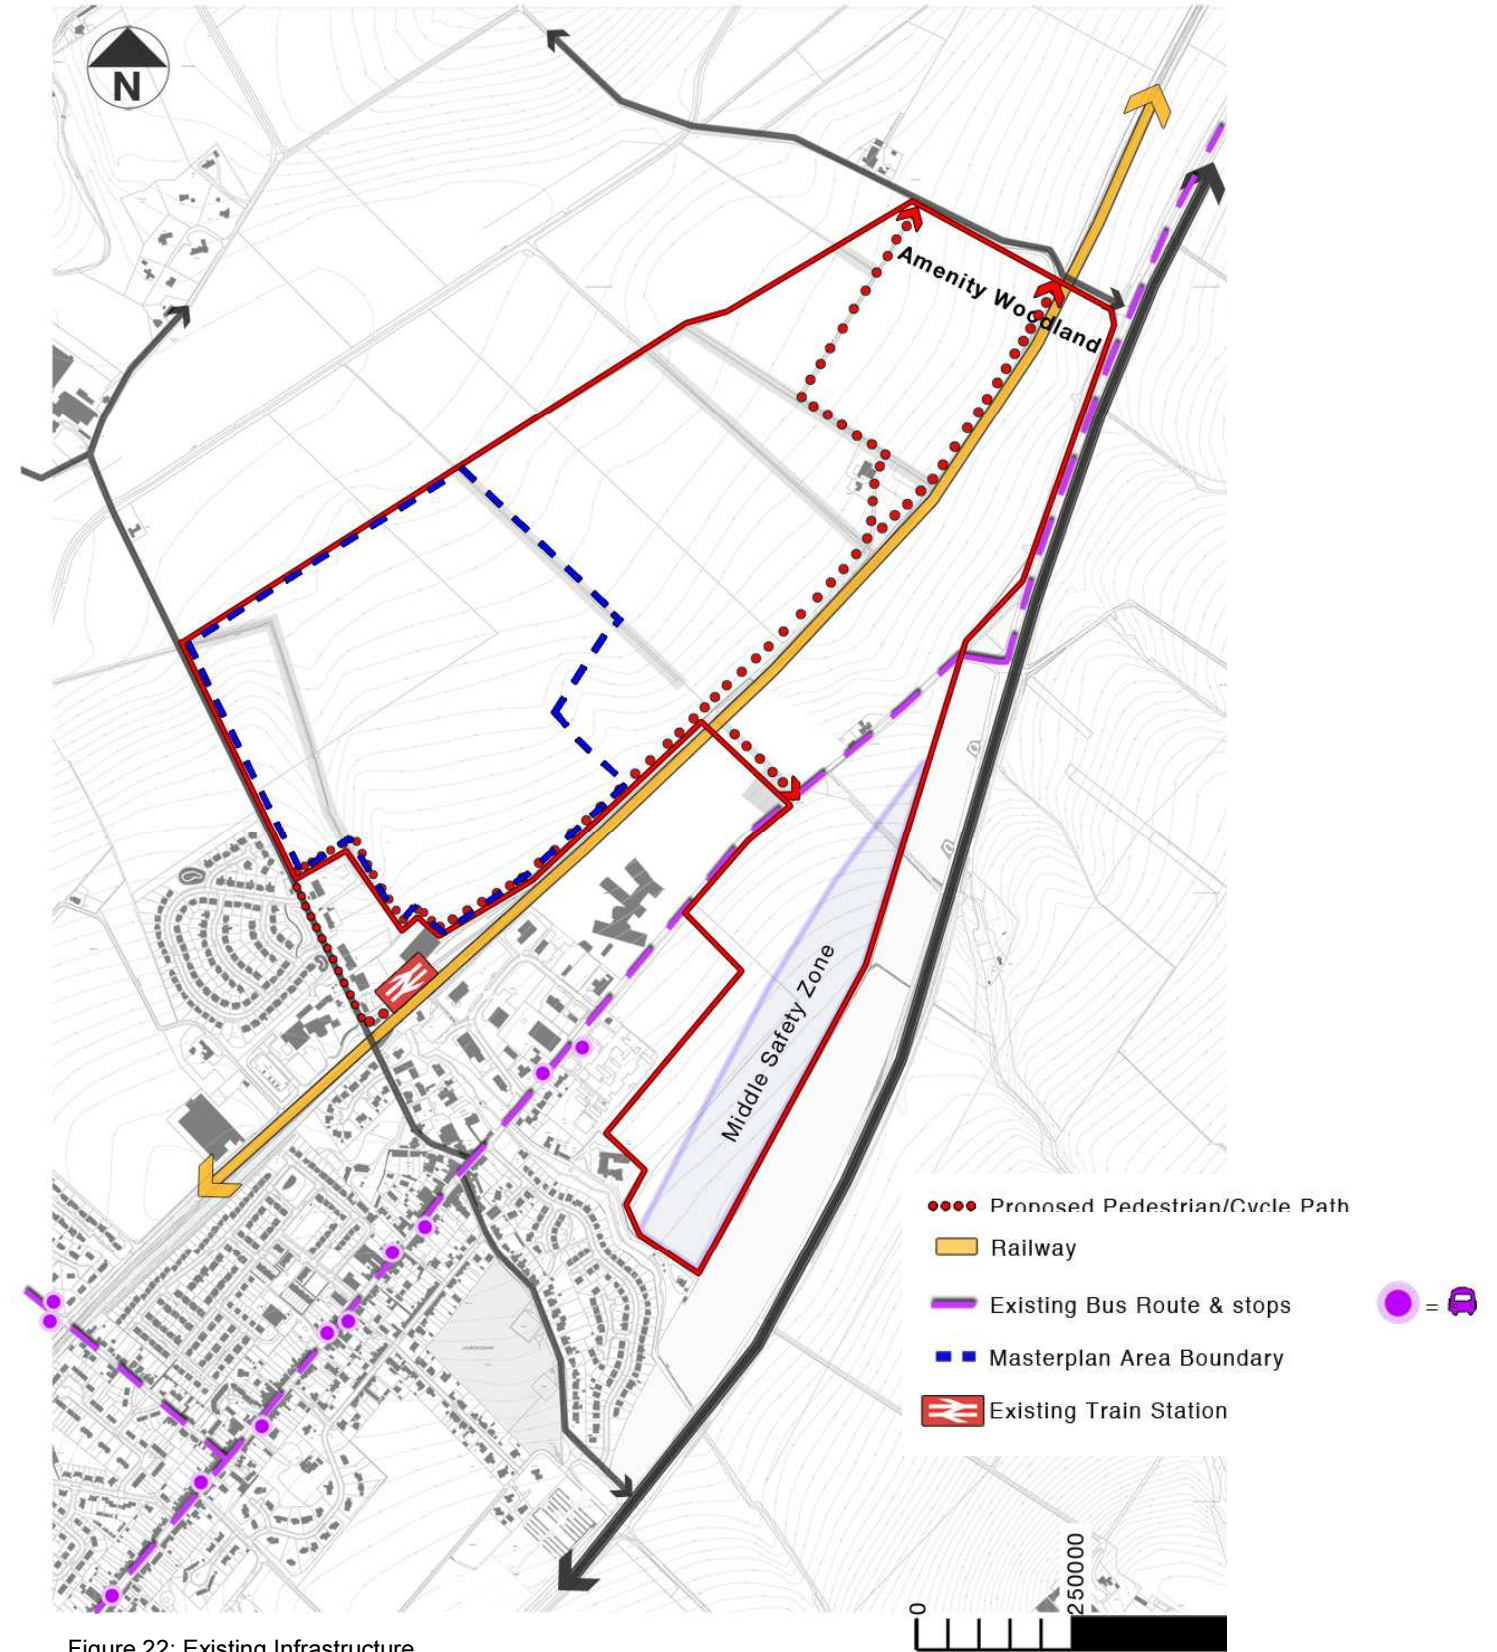 N
Amenity Woodland
1
Middle Safety Zone
Proposed Pedestrian/Cycle Path
Railway
Existing Bus Route & stops
=
Masterplan Area Boundary
Existing Train Station
0
250000
Figure 22: Existing Infrastructure